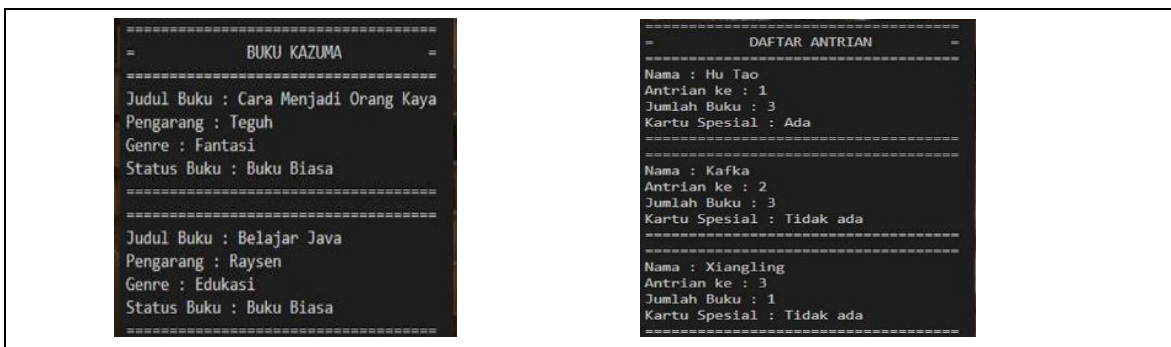 =====================================
= BUKU KAZUMA =
=====================================
Judul Buku : Cara Menjadi Orang Kaya
Pengarang : Teguh
Genre : Fantasi
Status Buku : Buku Biasa
=====================================
=====================================
Judul Buku : Belajar Java
Pengarang : Raysen
Genre : Edukasi
Status Buku : Buku Biasa
=====================================
=====================================
= DAFTAR ANTRIAN =
=====================================
Nama : Hu Tao
Antrian ke : 1
Jumlah Buku : 3
Kartu Spesial : Ada
=====================================
=====================================
Nama : Kafka
Antrian ke : 2
Jumlah Buku : 3
Kartu Spesial : Tidak ada
=====================================
=====================================
Nama : Xiangling
Antrian ke : 3
Jumlah Buku : 1
Kartu Spesial : Tidak ada
=====================================